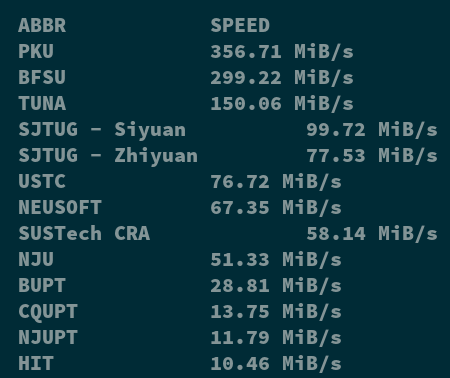 ABBR SPEED
PKU 356.71 MiB/s
BFSU 299.22 MiB/s
TUNA 150.06 MiB/s
SJTUG - Siyuan 99.72 MiB/s
SJTUG - Zhiyuan 77.53 MiB/s
USTC 76.72 MiB/s
NEUSOFT 67.35 MiB/s
SUSTech CRA 58.14 MiB/s
NJU 51.33 MiB/s
BUPT 28.81 MiB/s
CQUPT 13.75 MiB/s
NJUPT 11.79 MiB/s
HIT 10.46 MiB/s